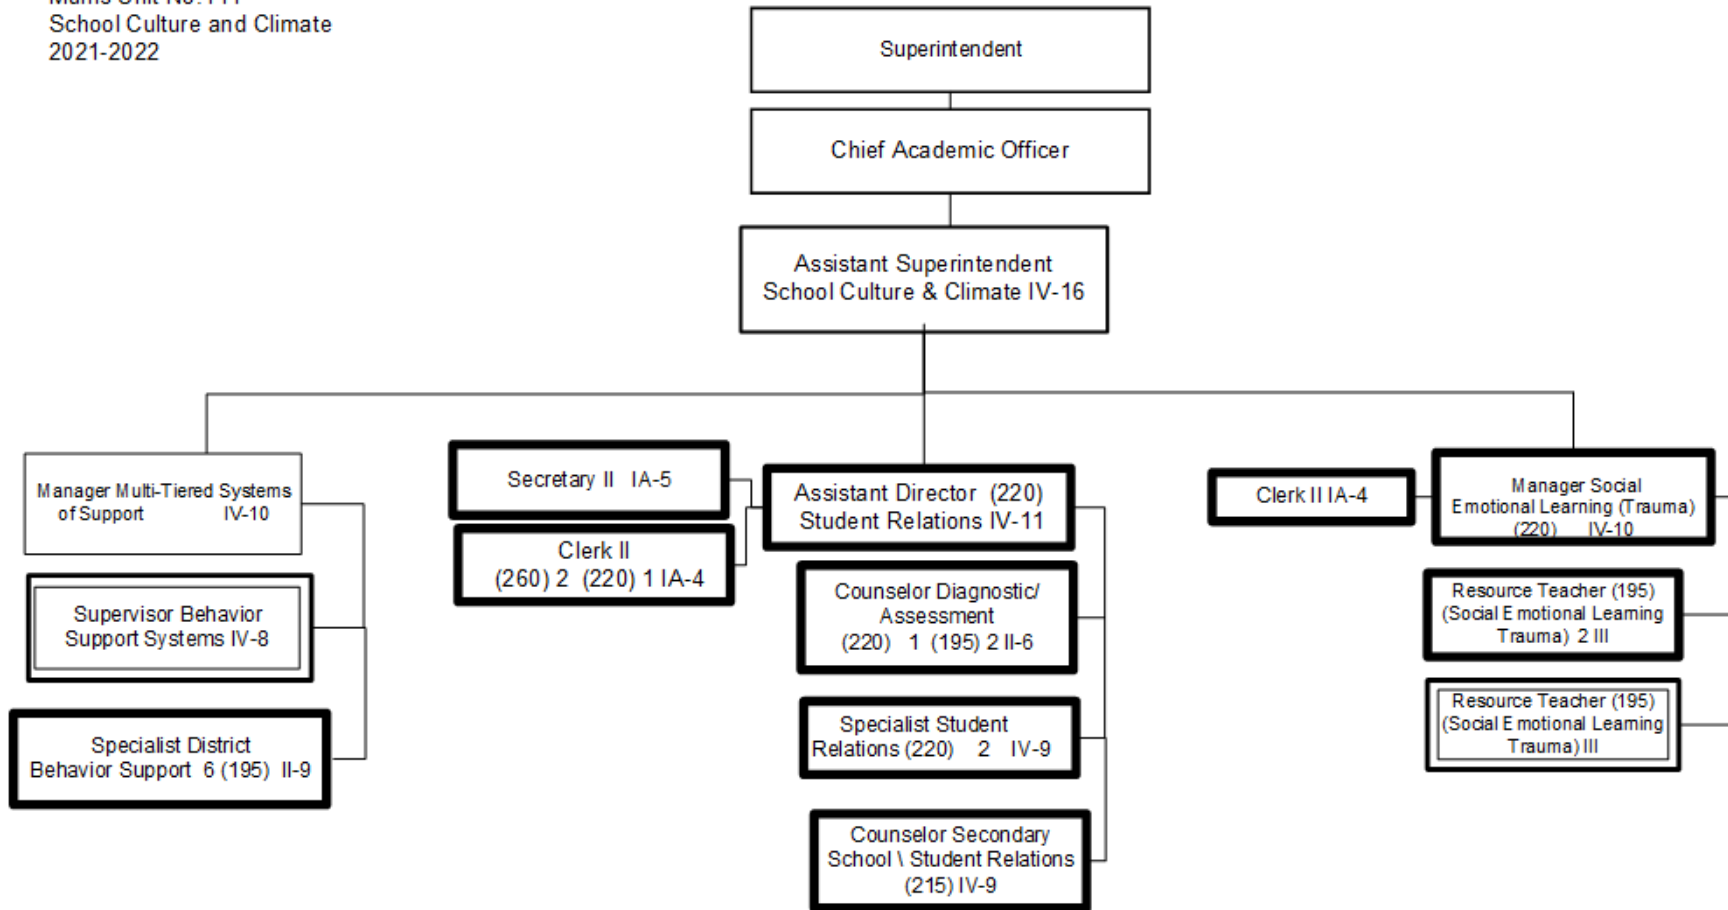 School Culture and Climate
2021-2022
Superintendent
Chief Academic Officer
Assistant Superintendent
School Culture & Climate IV-16
Manager Multi-Tiered Systems
of Support IV-10
Supervisor Behavior
Support Systems IV-8
Specialist District
Behavior Support 6 (195) II-9
Secretary II IA-5
Clerk II
(260) 2 (220) 1 IA-4
Assistant Director (220)
Student Relations IV-11
Counselor Diagnostic/
Assessment
(220) 1 (195) 2 II-6
Specialist Student
Relations (220) 2 IV-9
Counselor Secondary
School \ Student Relations
(215) IV-9
Clerk II IA-4
Manager Social
Emotional Learning (Trauma)
(220) IV-10
Resource Teacher (195)
(Social Emotional Learning
Trauma) 2 III
Resource Teacher (195)
(Social Emotional Learning
Trauma) III